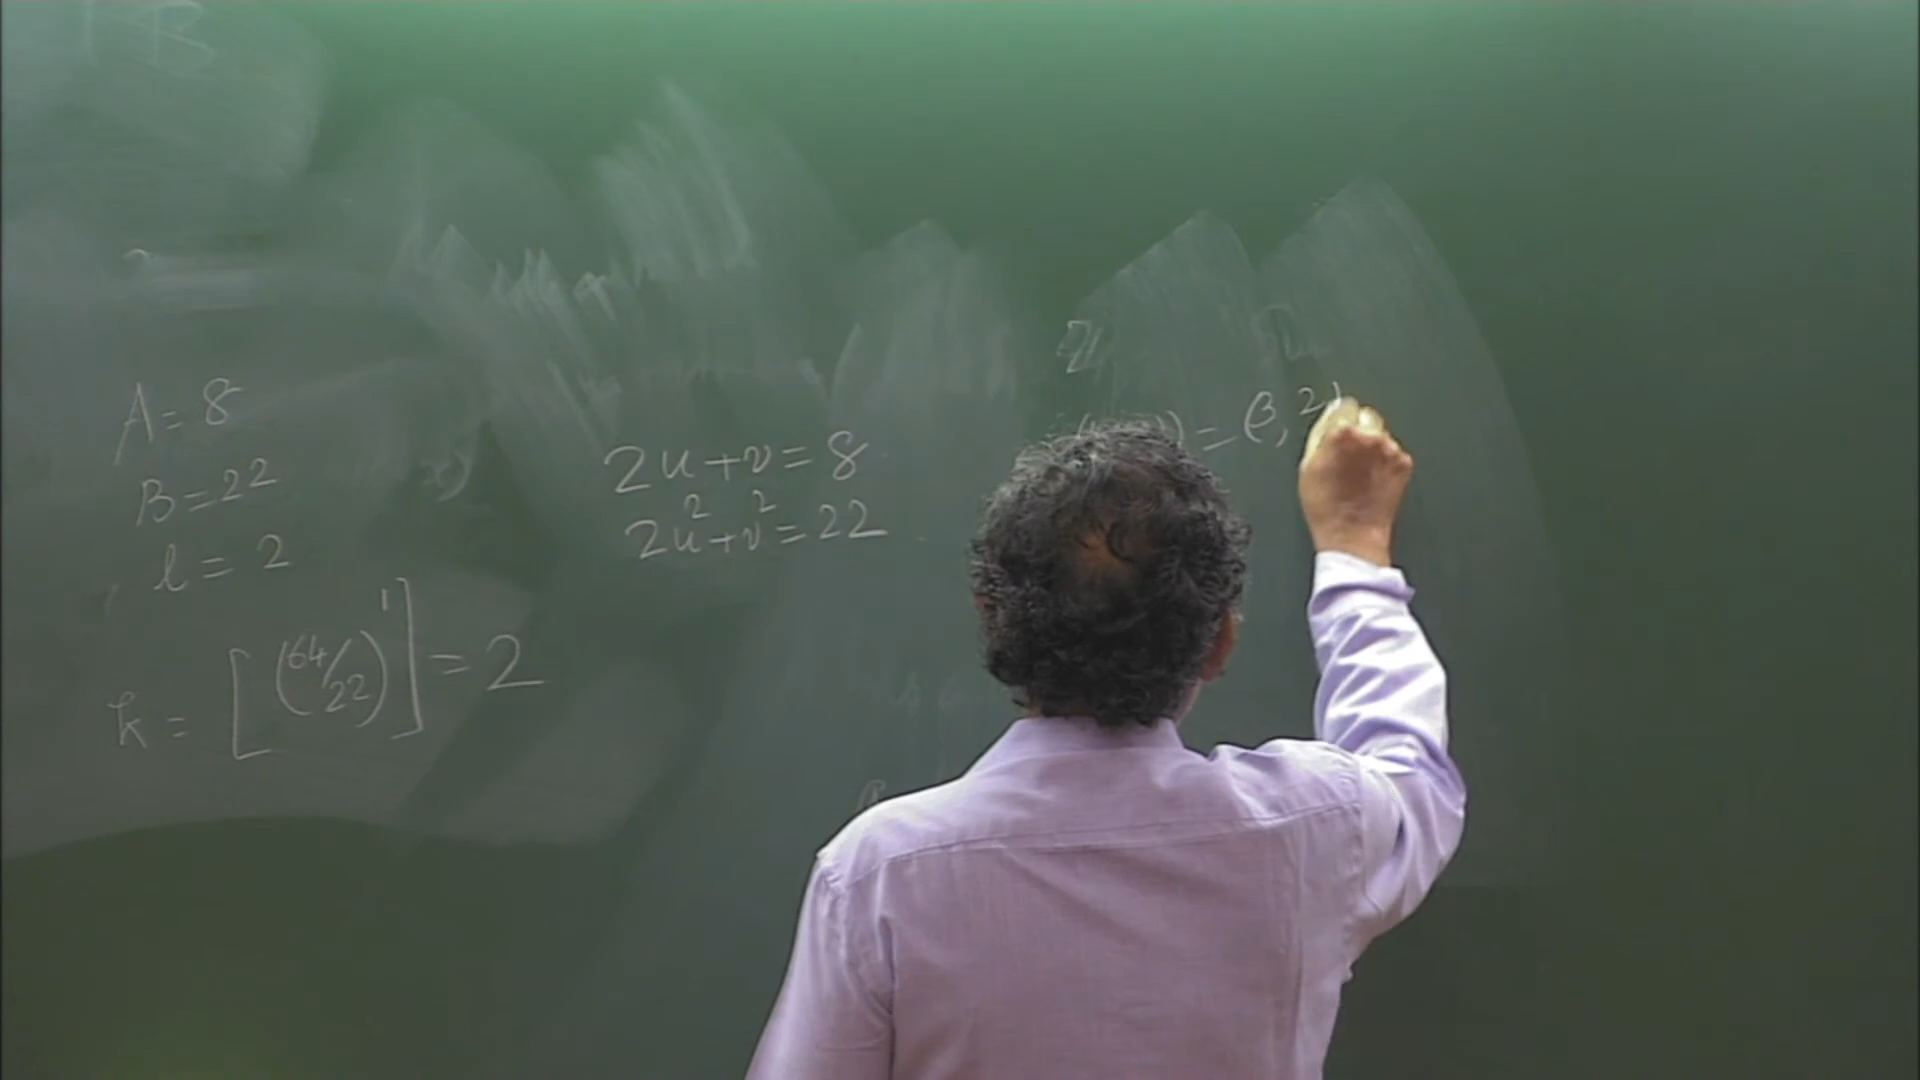 A = 8
B = 22
l = 2
k = [(64/22)^1] = 2
2u + v = 8
2u² + v² = 22
= (3, 2)